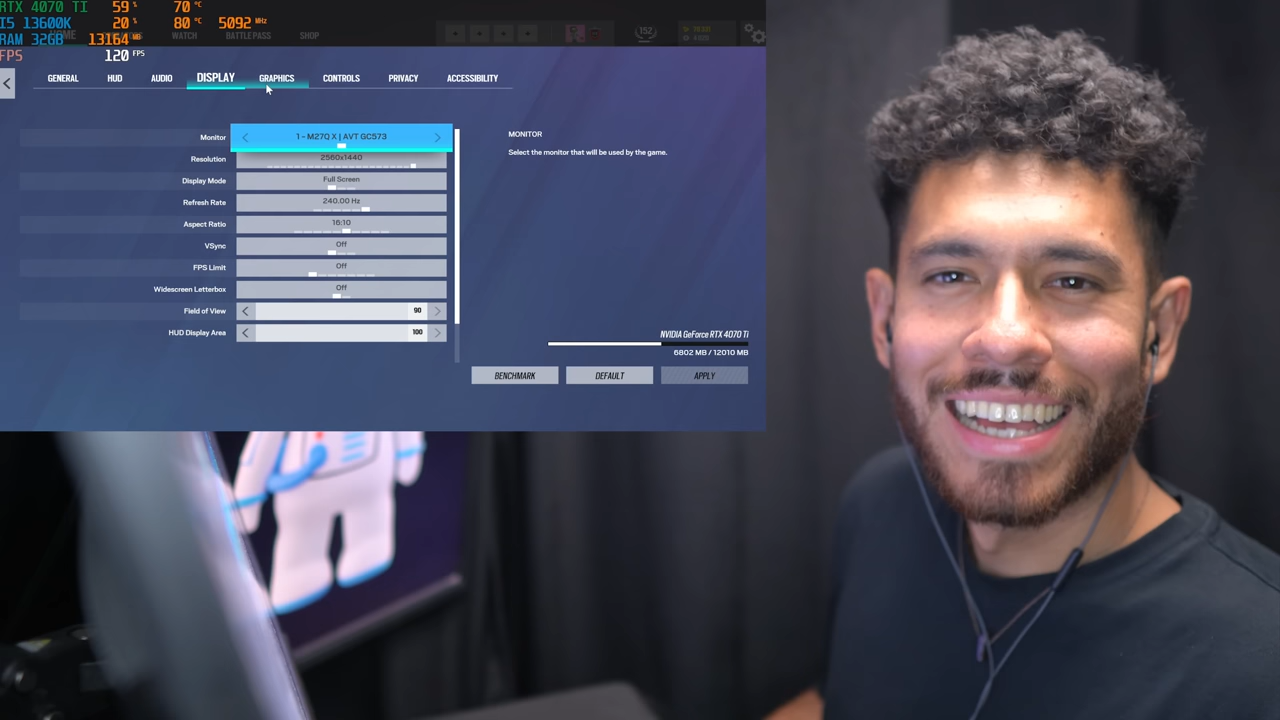 RTX 4070 TI 59 % 70 °C
I5 13600K 20 % 80 °C 5092 MHz
RAM 32GB 13164 MB
FPS 120 FPS
HOME WATCH BATTLEPASS SHOP
152
GENERAL HUD AUDIO DISPLAY GRAPHICS CONTROLS PRIVACY ACCESSIBILITY
Monitor 1 - M27Q X | AVT GC573
MONITOR
Select the monitor that will be used by the game.
Resolution 2560x1440
Display Mode Full Screen
Refresh Rate 240.00 Hz
Aspect Ratio 16:10
VSync Off
FPS Limit Off
Widescreen Letterbox Off
Field of View 90
HUD Display Area 100
NVIDIA GeForce RTX 4070 Ti
6802 MB / 12010 MB
BENCHMARK DEFAULT APPLY